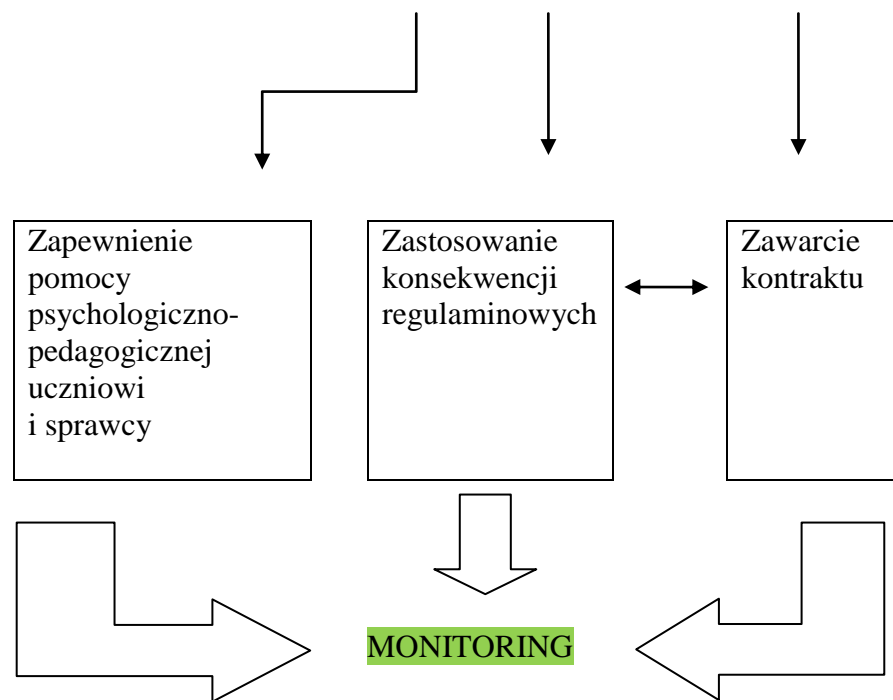 Zapewnienie
pomocy
psychologiczno-
pedagogicznej
uczniowi
i sprawcy
Zastosowanie
konsekwencji
regulaminowych
Zawarcie
kontraktu
MONITORING